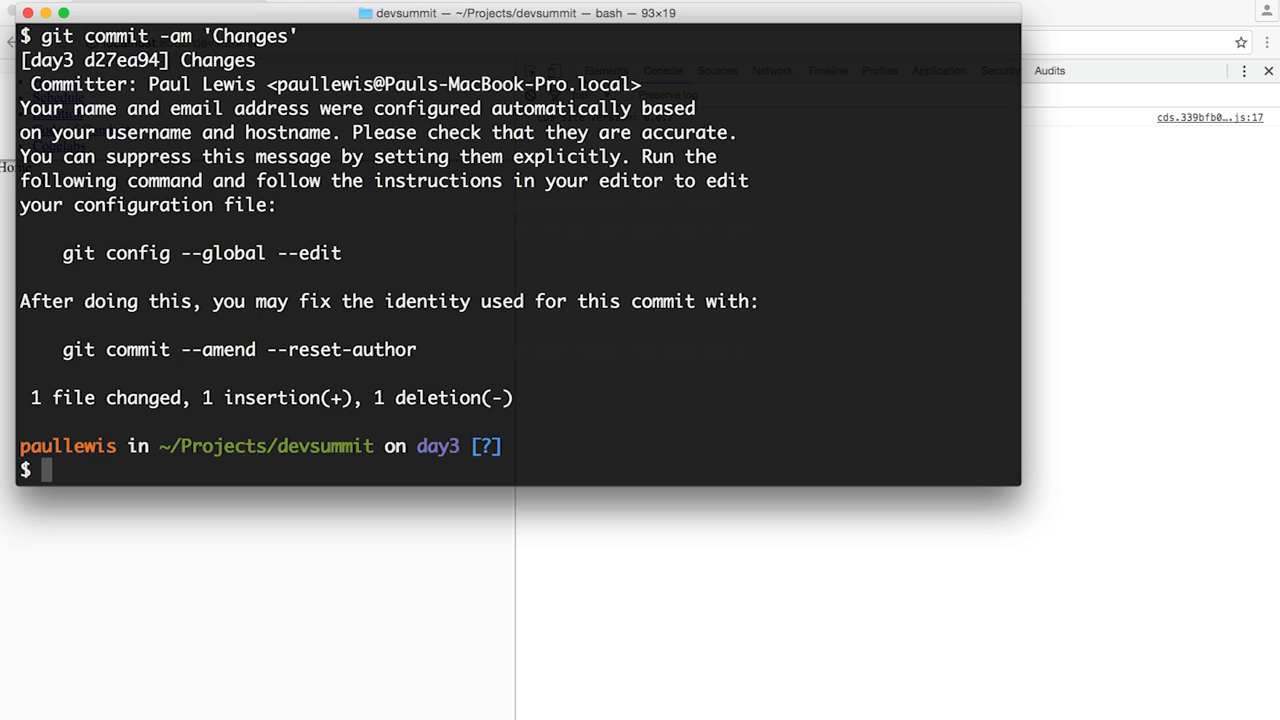 devsummit — ~/Projects/devsummit — bash — 93×19
$ git commit -am 'Changes'
[day3 d27ea94] Changes
Committer: Paul Lewis <paullewis@Pauls-MacBook-Pro.local>
Your name and email address were configured automatically based
on your username and hostname. Please check that they are accurate.
You can suppress this message by setting them explicitly. Run the
following command and follow the instructions in your editor to edit
your configuration file:
git config --global --edit
After doing this, you may fix the identity used for this commit with:
git commit --amend --reset-author
1 file changed, 1 insertion(+), 1 deletion(-)
paullewis in ~/Projects/devsummit on day3 [?]
$
Elements Console Sources Network Timeline Profiles Application Security Audits
Preserve log
cds.339bfb0….js:17
Schedule
Codelabs